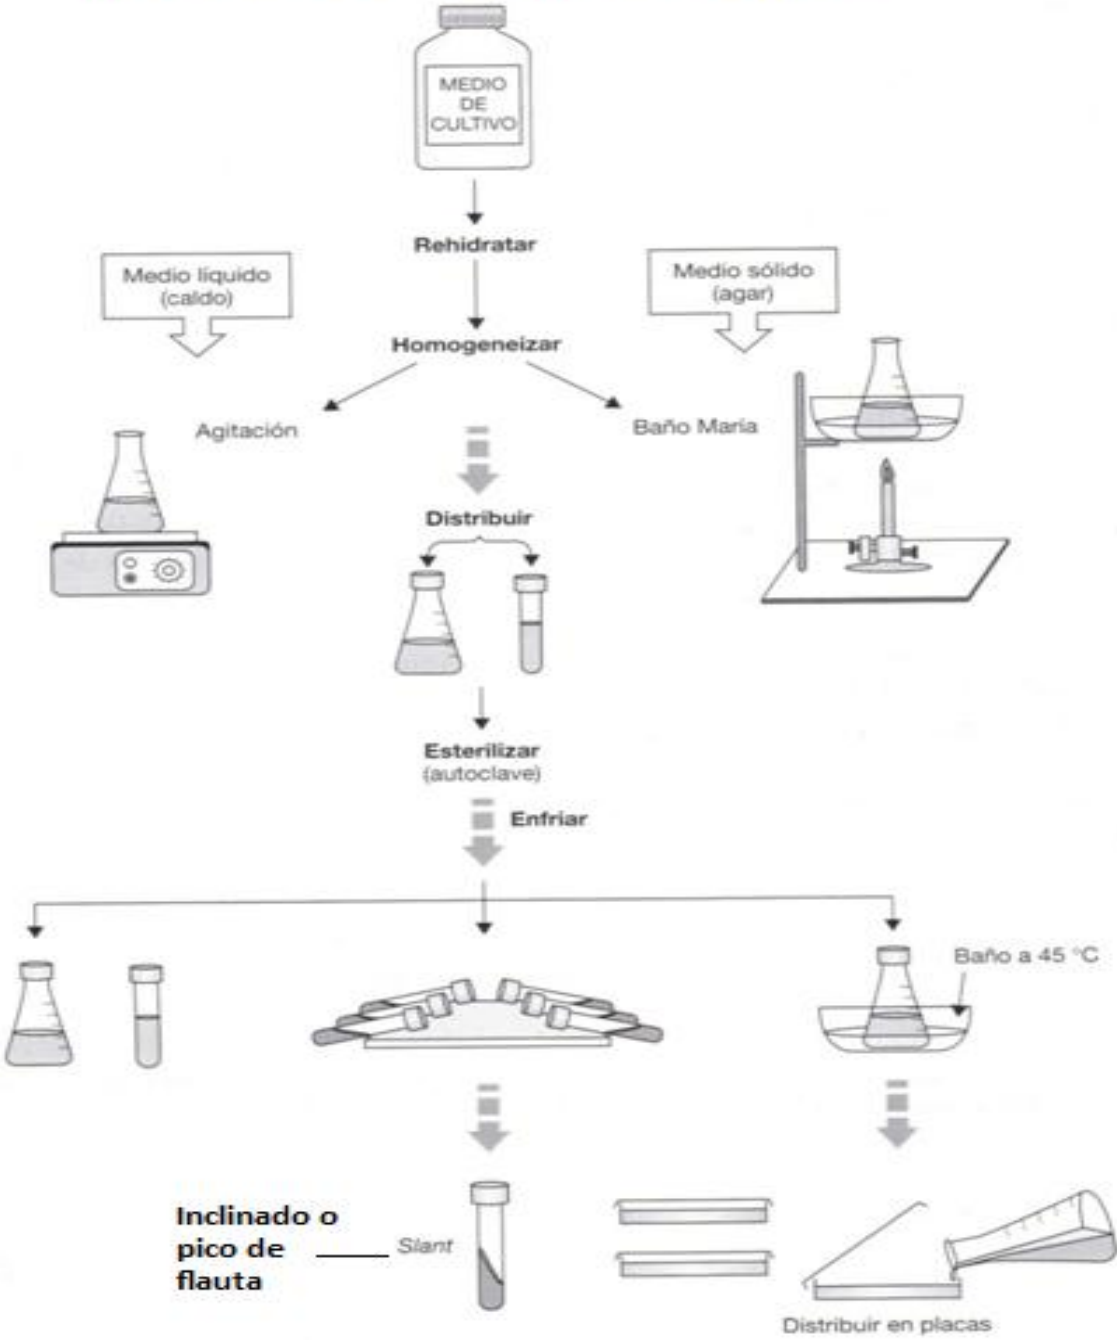 MEDIO
DE
CULTIVO
Rehidratar
Medio líquido
(caldo)
Medio sólido
(agar)
Homogeneizar
Agitación
Baño Maria
Distribuir
Esterilizar
(autoclave)
Enfriar
Baño a 45 °C
Inclinado o
pico de
flauta
Slant
Distribuir en placas